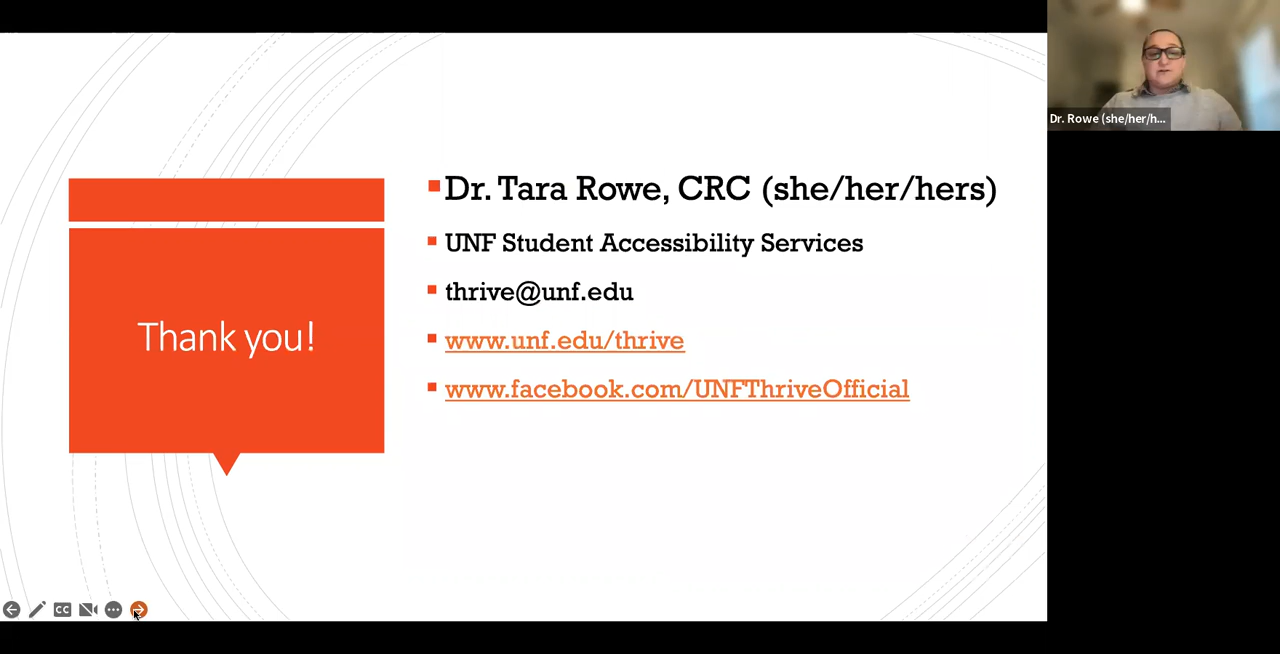 Dr. Rowe (she/her/h...
Dr. Tara Rowe, CRC (she/her/hers)
UNF Student Accessibility Services
thrive@unf.edu
Thank you!
www.unf.edu/thrive
www.facebook.com/UNFThriveOfficial
CC